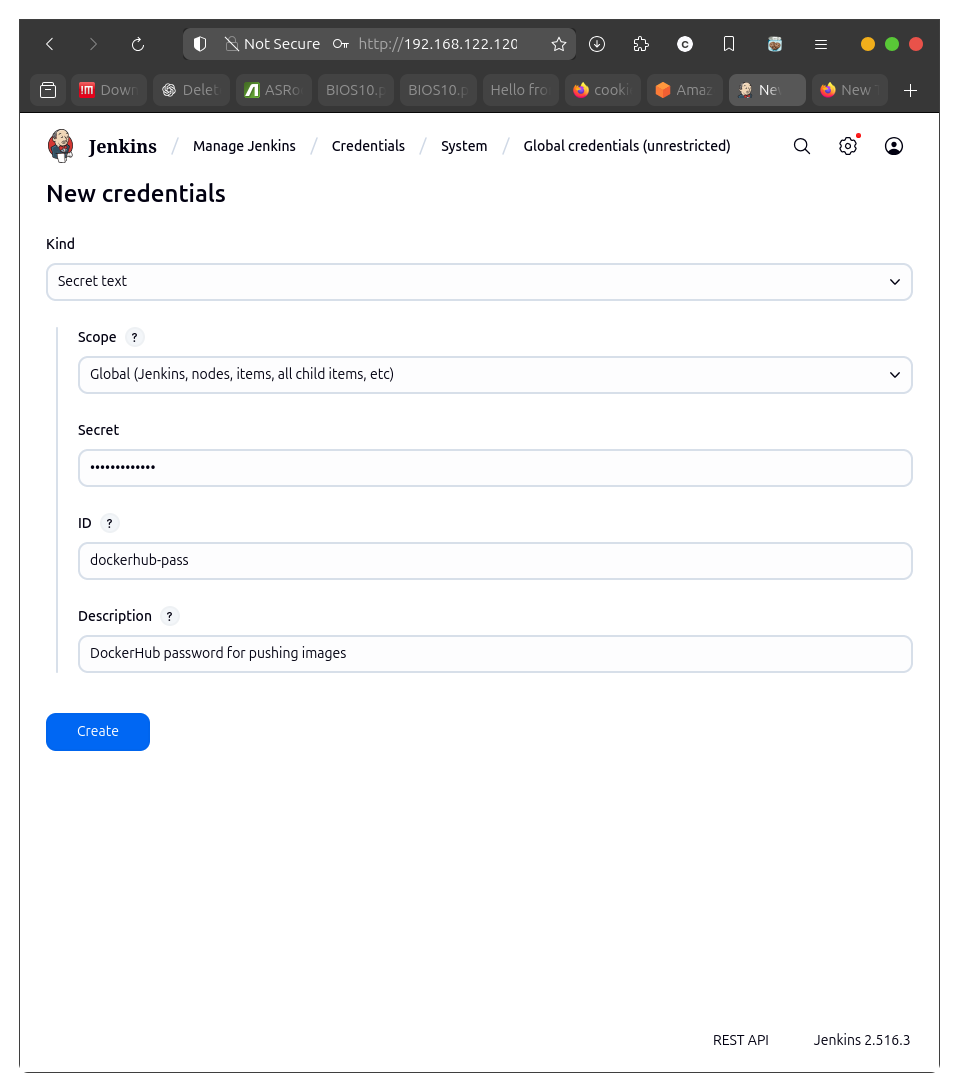 Not Secure http://192.168.122.120
Dow Delet ASRo BIOS10.p BIOS10.p Hello fro cooki Amaz Ne New T
Jenkins / Manage Jenkins / Credentials / System / Global credentials (unrestricted)
New credentials
Kind
Secret text
Scope ?
Global (Jenkins, nodes, items, all child items, etc)
Secret
•••••••••••••
ID ?
dockerhub-pass
Description ?
DockerHub password for pushing images
Create
REST API Jenkins 2.516.3